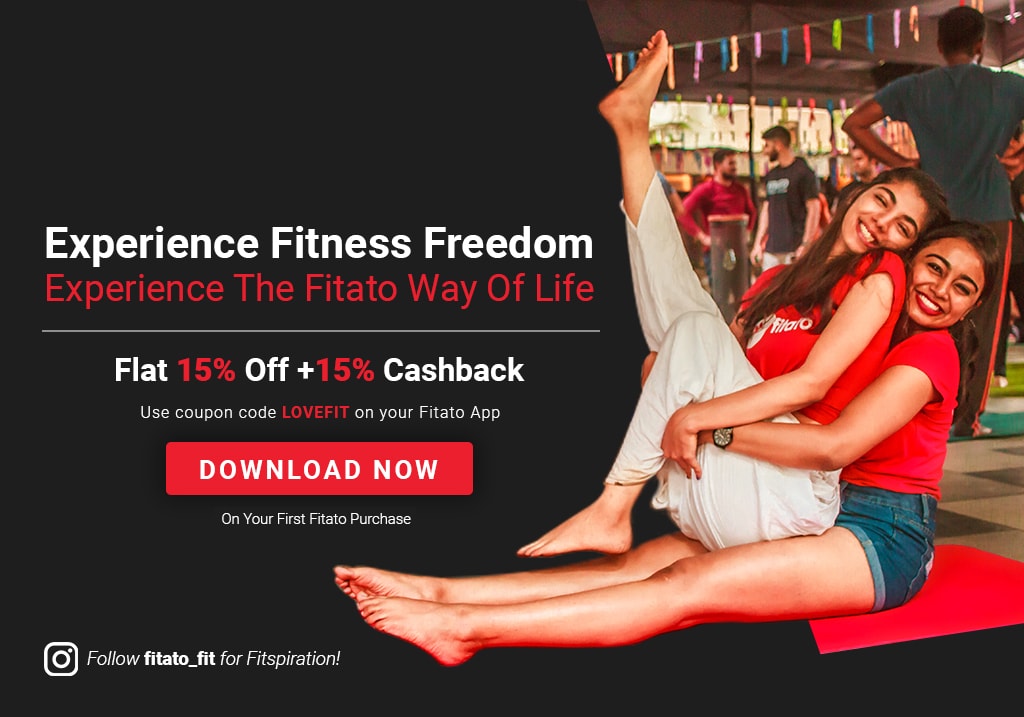 Experience Fitness Freedom
Experience The Fitato Way Of Life
Flat 15% Off +15% Cashback
Use coupon code LOVEFIT on your Fitato App
DOWNLOAD NOW
On Your First Fitato Purchase
Follow fitato_fit for Fitspiration!
fitato